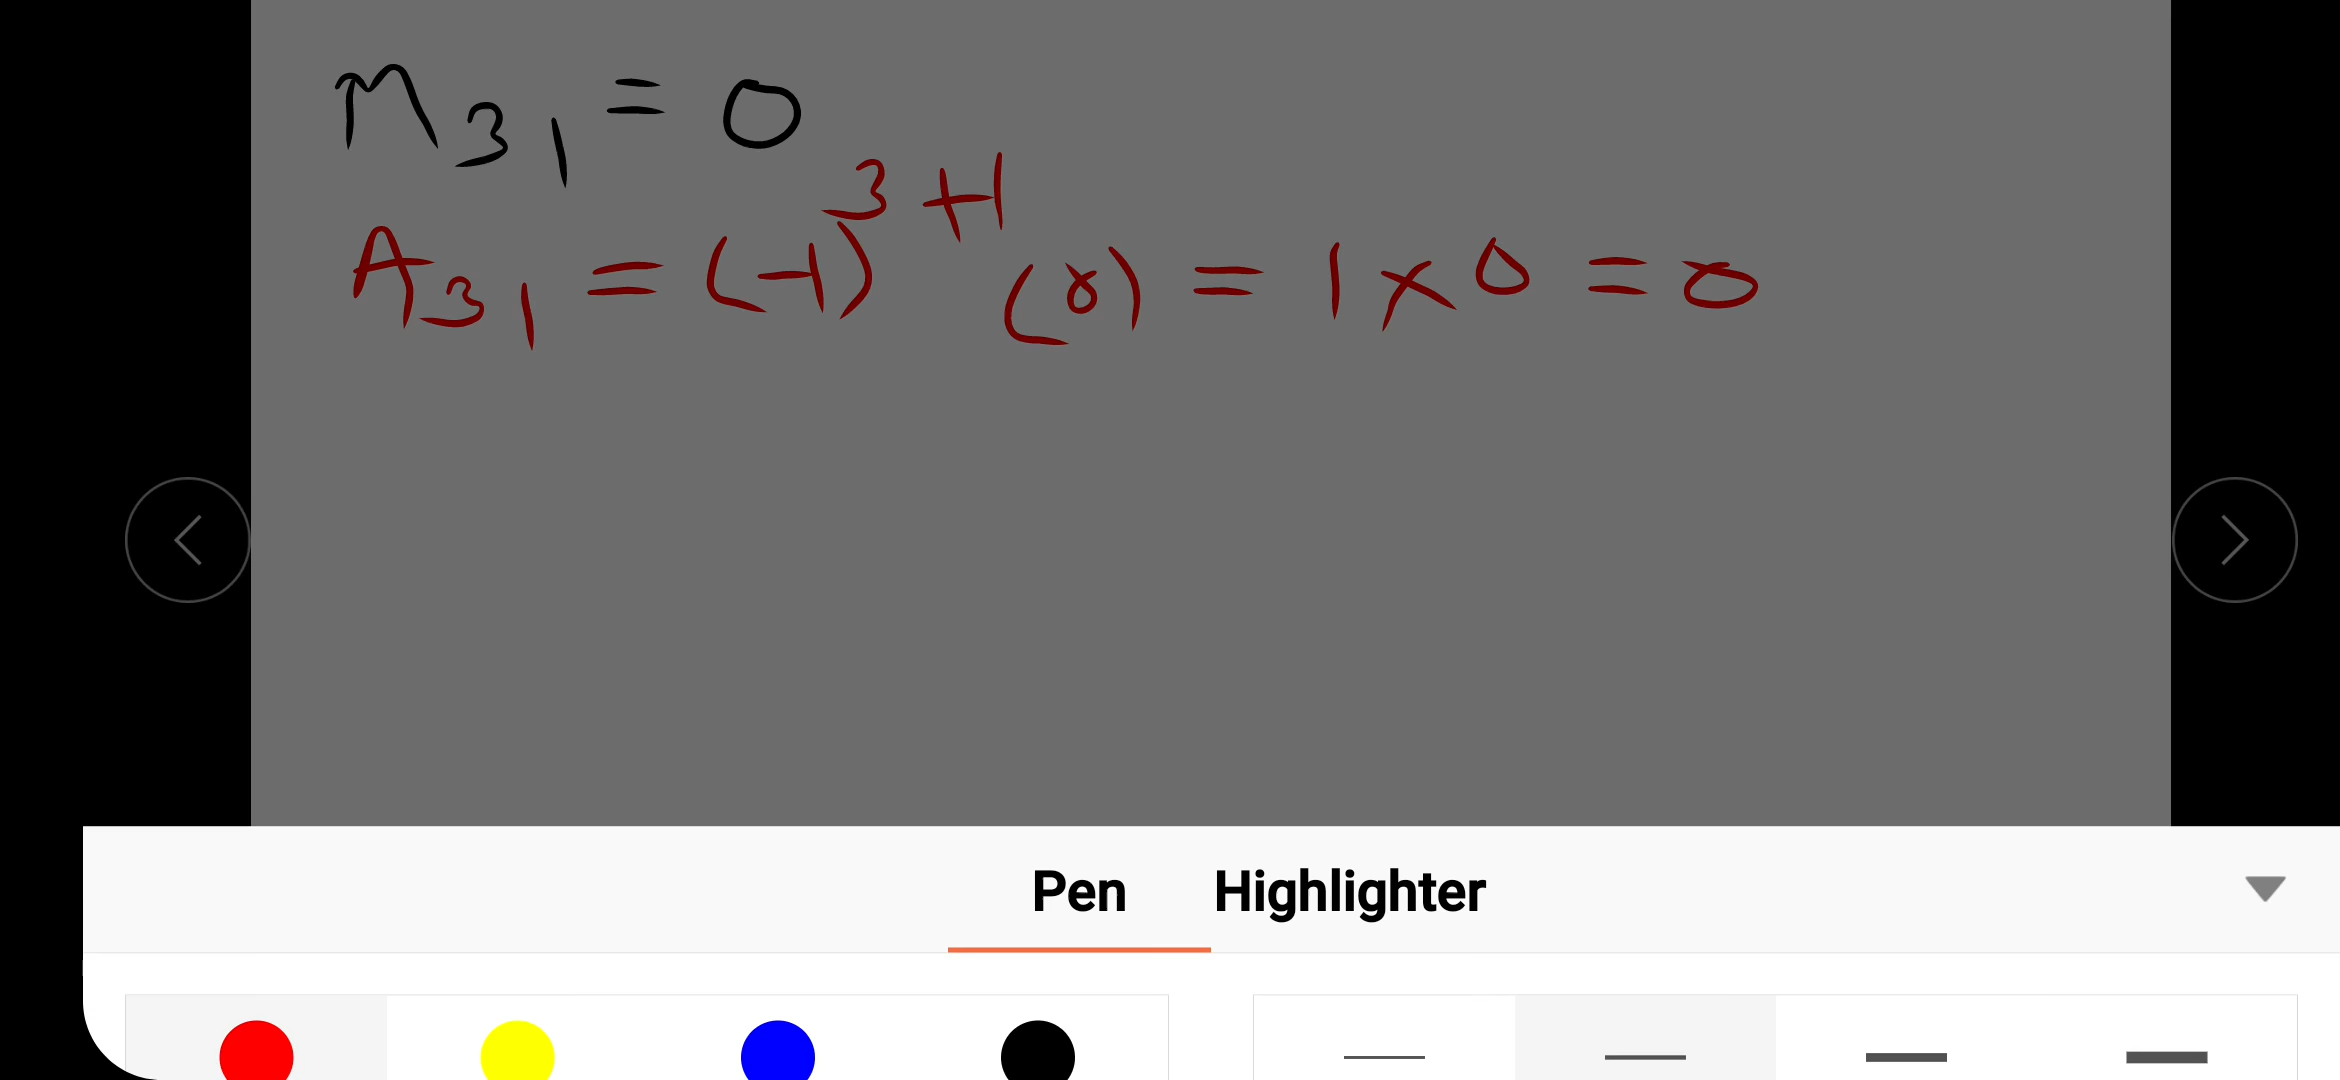 M₃₁ = 0
A₃₁ = (-1)³⁺¹ (0) = 1 × 0 = 0
Pen Highlighter